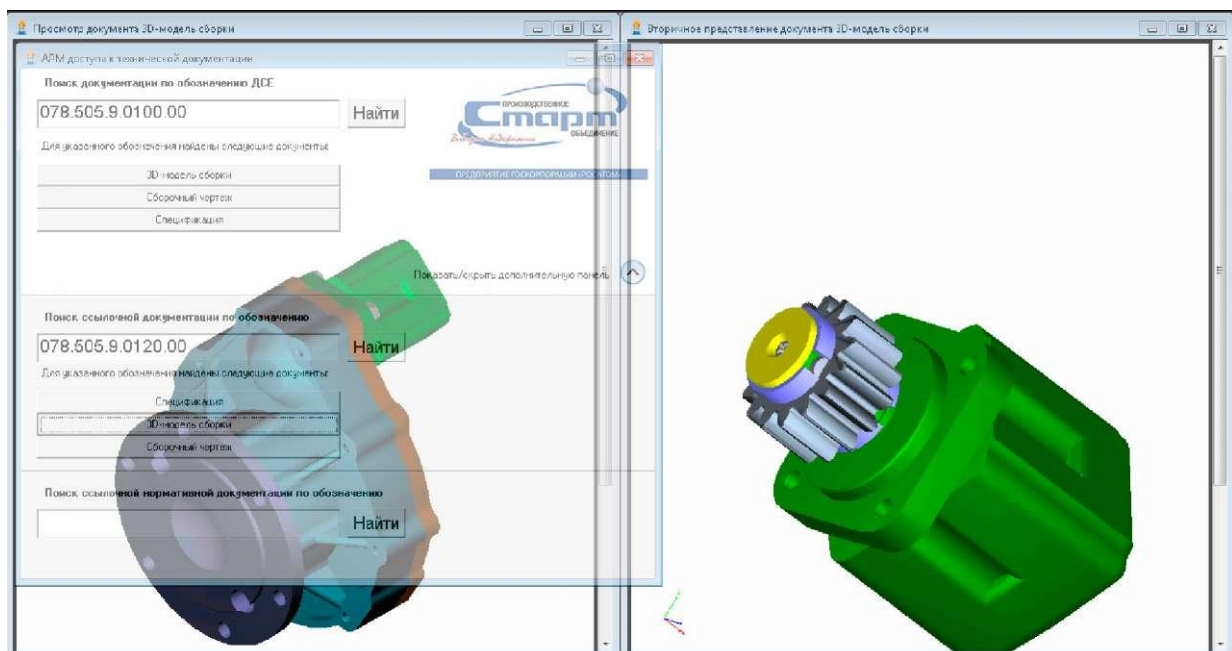 Просмотр документа 3D-модель сборки
Вторичное представление документа 3D-модель сборки
АРМ доступа к технической документации
Поиск документации по обозначению ДСЕ
078.505.9.0100.00
Найти
ПРОИЗВОДСТВЕННОЕ
Старт
ОБЪЕДИНЕНИЕ
ПРЕДПРИЯТИЕ ГОСКОРПОРАЦИИ «РОСАТОМ»
Для указанного обозначения найдены следующие документы:
3D-модель сборки
Сборочный чертеж
Спецификация
Показать/скрыть дополнительную панель
Поиск ссылочной документации по обозначению
078.505.9.0120.00
Найти
Для указанного обозначения найдены следующие документы:
Спецификация
3D-модель сборки
Сборочный чертеж
Поиск ссылочной нормативной документации по обозначению
Найти